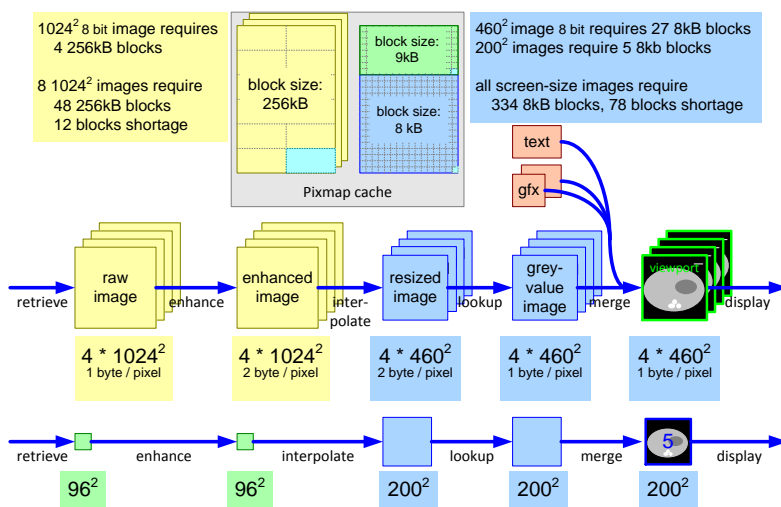 1024² 8 bit image requires
4 256kB blocks
8 1024² images require
48 256kB blocks
12 blocks shortage
block size:
256kB
block size:
9kB
block size:
8 kB
Pixmap cache
460² image 8 bit requires 27 8kB blocks
200² images require 5 8kb blocks
all screen-size images require
334 8kB blocks, 78 blocks shortage
text
gfx
retrieve
raw
image
enhance
enhanced
image
inter-
polate
resized
image
lookup
grey-
value
image
merge
viewport
display
4 * 1024²
1 byte / pixel
4 * 1024²
2 byte / pixel
4 * 460²
2 byte / pixel
4 * 460²
1 byte / pixel
4 * 460²
1 byte / pixel
retrieve
enhance
interpolate
lookup
merge
5
display
96²
96²
200²
200²
200²